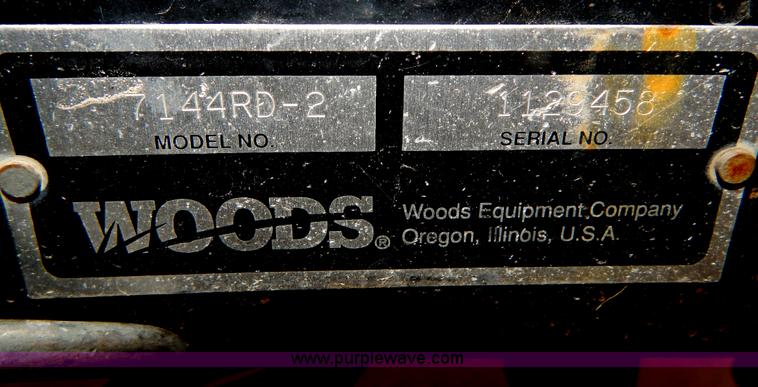 7144RD-2
MODEL NO.
1129458
SERIAL NO.
WOODS®
Woods Equipment Company
Oregon, Illinois, U.S.A.
www.purplewave.com